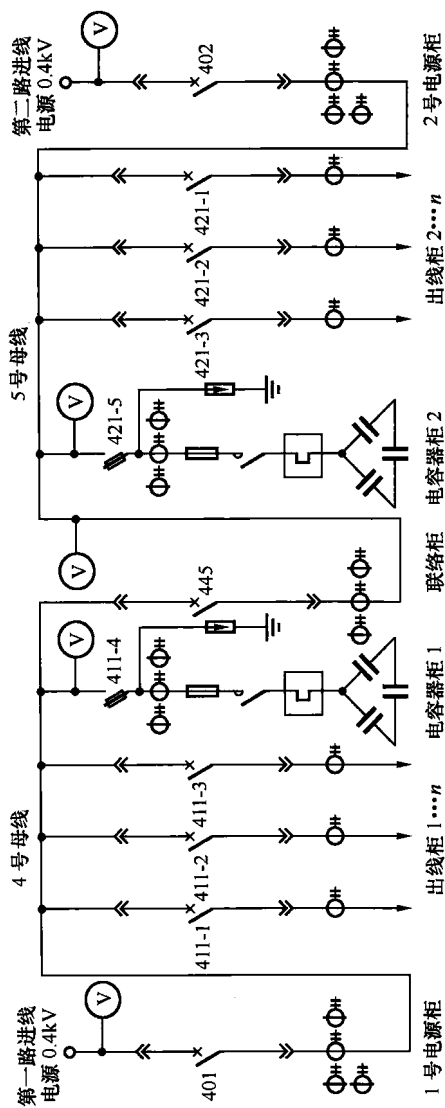 第一路进线
电源 0.4kV
V
401
1号电源柜
4号母线
411-1
411-2
411-3
出线柜 1…n
V
411-4
电容器柜 1
445
联络柜
V
5号母线
V
421-5
电容器柜 2
421-3
421-2
421-1
出线柜 2…n
第二路进线
电源 0.4kV
V
402
2号电源柜